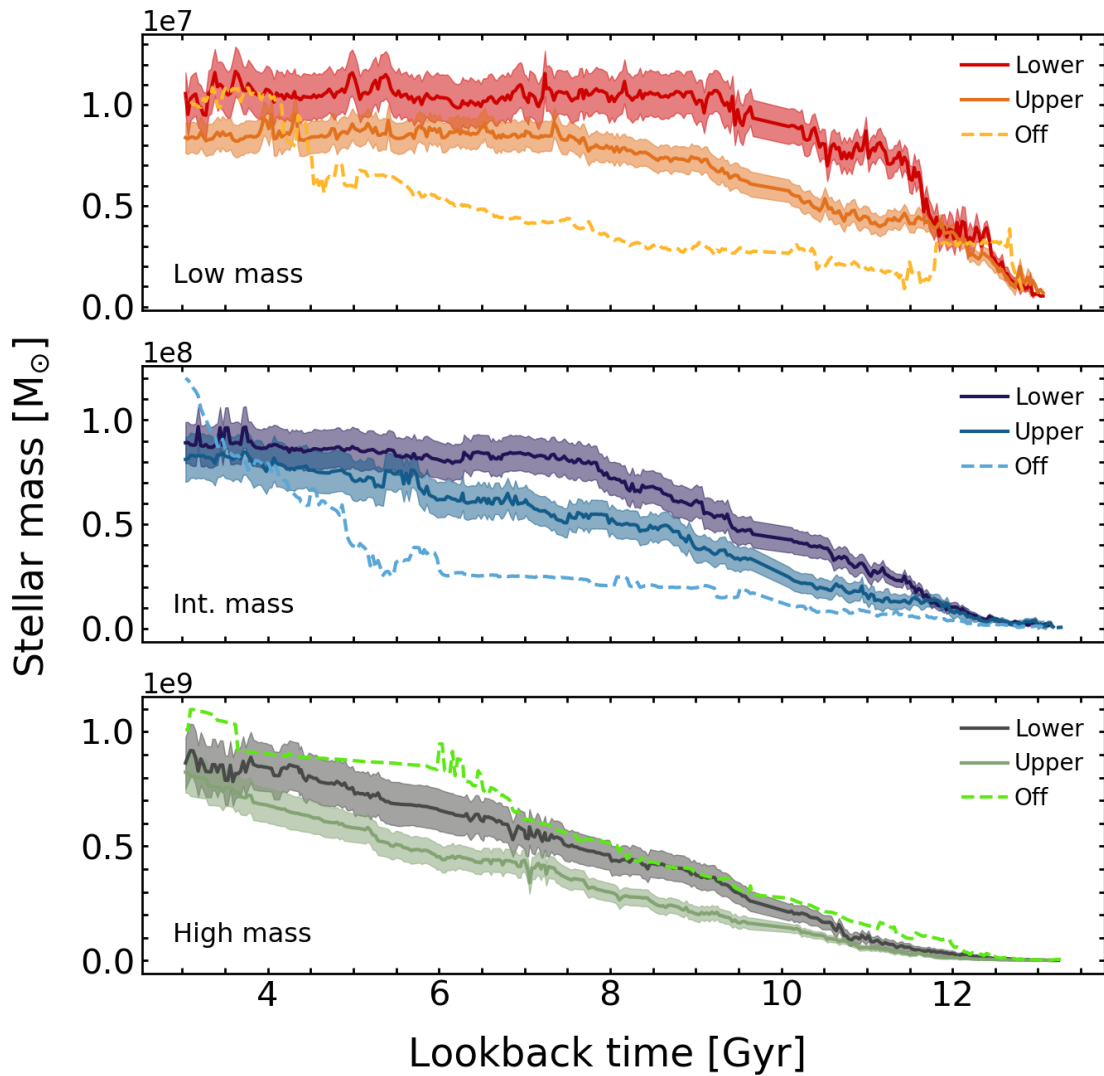 1e7
1.0
0.5
0.0
Lower
Upper
Off
Low mass
1e8
1.0
0.5
0.0
Lower
Upper
Off
Int. mass
Stellar mass [M⊙]
1e9
1.0
0.5
0.0
Lower
Upper
Off
High mass
4 6 8 10 12
Lookback time [Gyr]